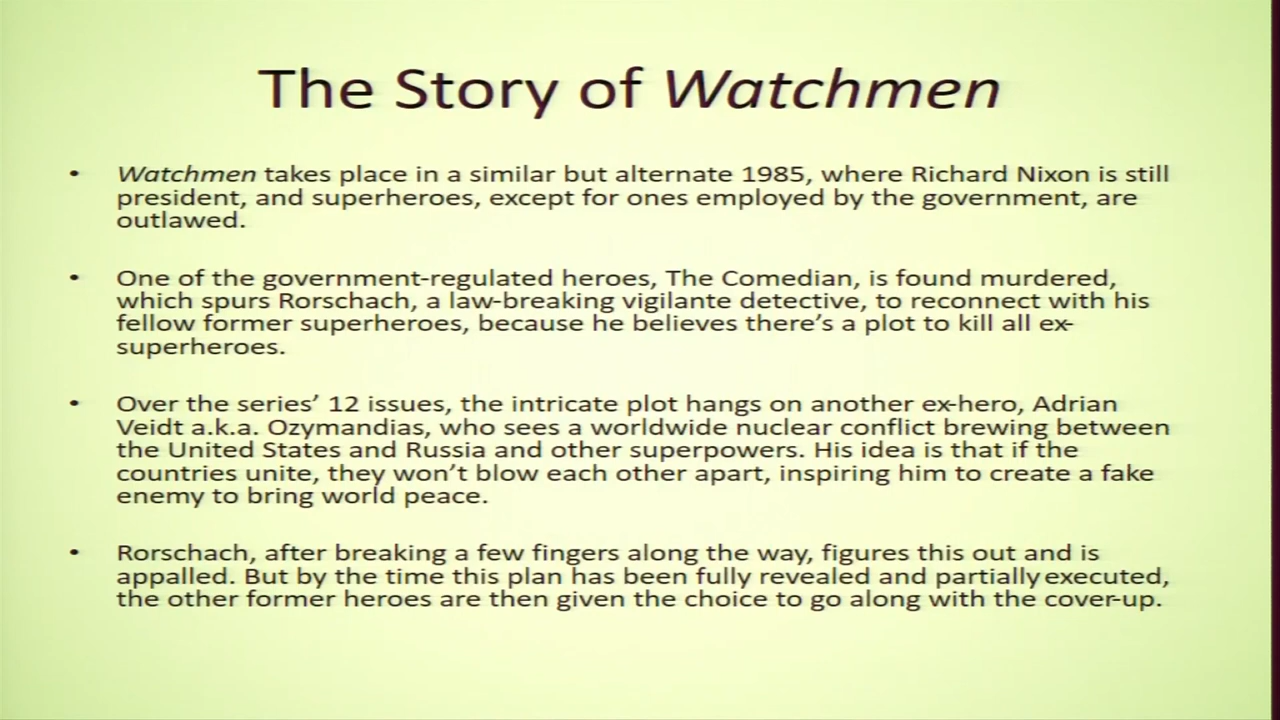 The Story of Watchmen
• Watchmen takes place in a similar but alternate 1985, where Richard Nixon is still
president, and superheroes, except for ones employed by the government, are
outlawed.
• One of the government-regulated heroes, The Comedian, is found murdered,
which spurs Rorschach, a law-breaking vigilante detective, to reconnect with his
fellow former superheroes, because he believes there’s a plot to kill all ex-
superheroes.
• Over the series’ 12 issues, the intricate plot hangs on another ex-hero, Adrian
Veidt a.k.a. Ozymandias, who sees a worldwide nuclear conflict brewing between
the United States and Russia and other superpowers. His idea is that if the
countries unite, they won’t blow each other apart, inspiring him to create a fake
enemy to bring world peace.
• Rorschach, after breaking a few fingers along the way, figures this out and is
appalled. But by the time this plan has been fully revealed and partially executed,
the other former heroes are then given the choice to go along with the cover-up.